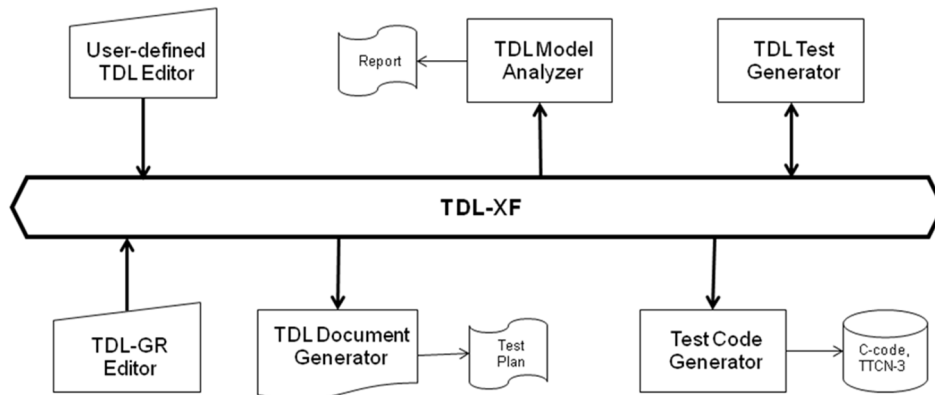 User-defined
TDL Editor
Report
TDL Model
Analyzer
TDL Test
Generator
TDL-XF
TDL-GR
Editor
TDL Document
Generator
Test
Plan
Test Code
Generator
C-code,
TTCN-3